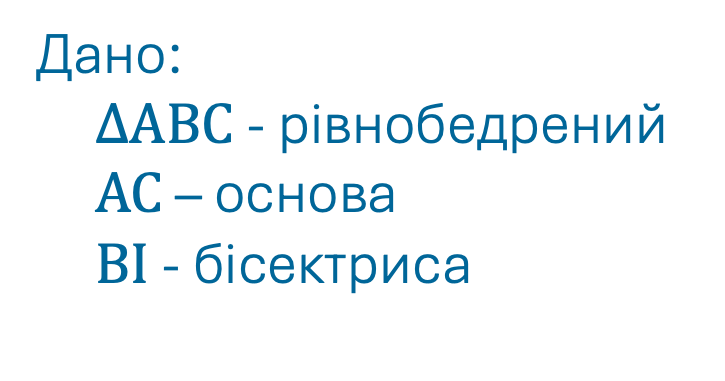 Дано:
ΔABC - рівнобедрений
AC – основа
BI - бісектриса